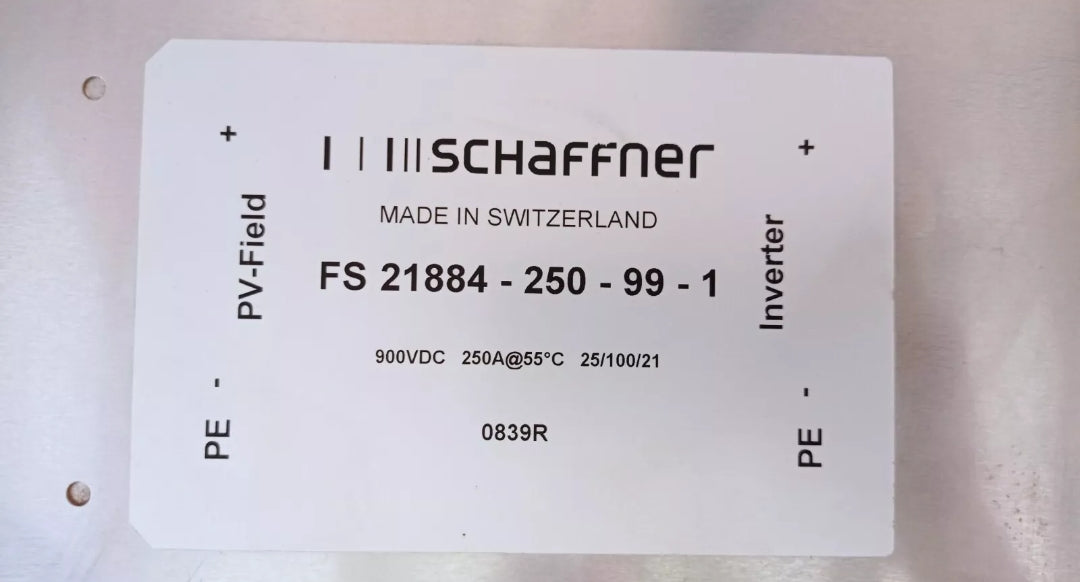 +
SCHAFFNER
+
MADE IN SWITZERLAND
PV-Field
FS 21884 - 250 - 99 - 1
Inverter
900VDC 250A@55°C 25/100/21
-
-
PE
0839R
PE